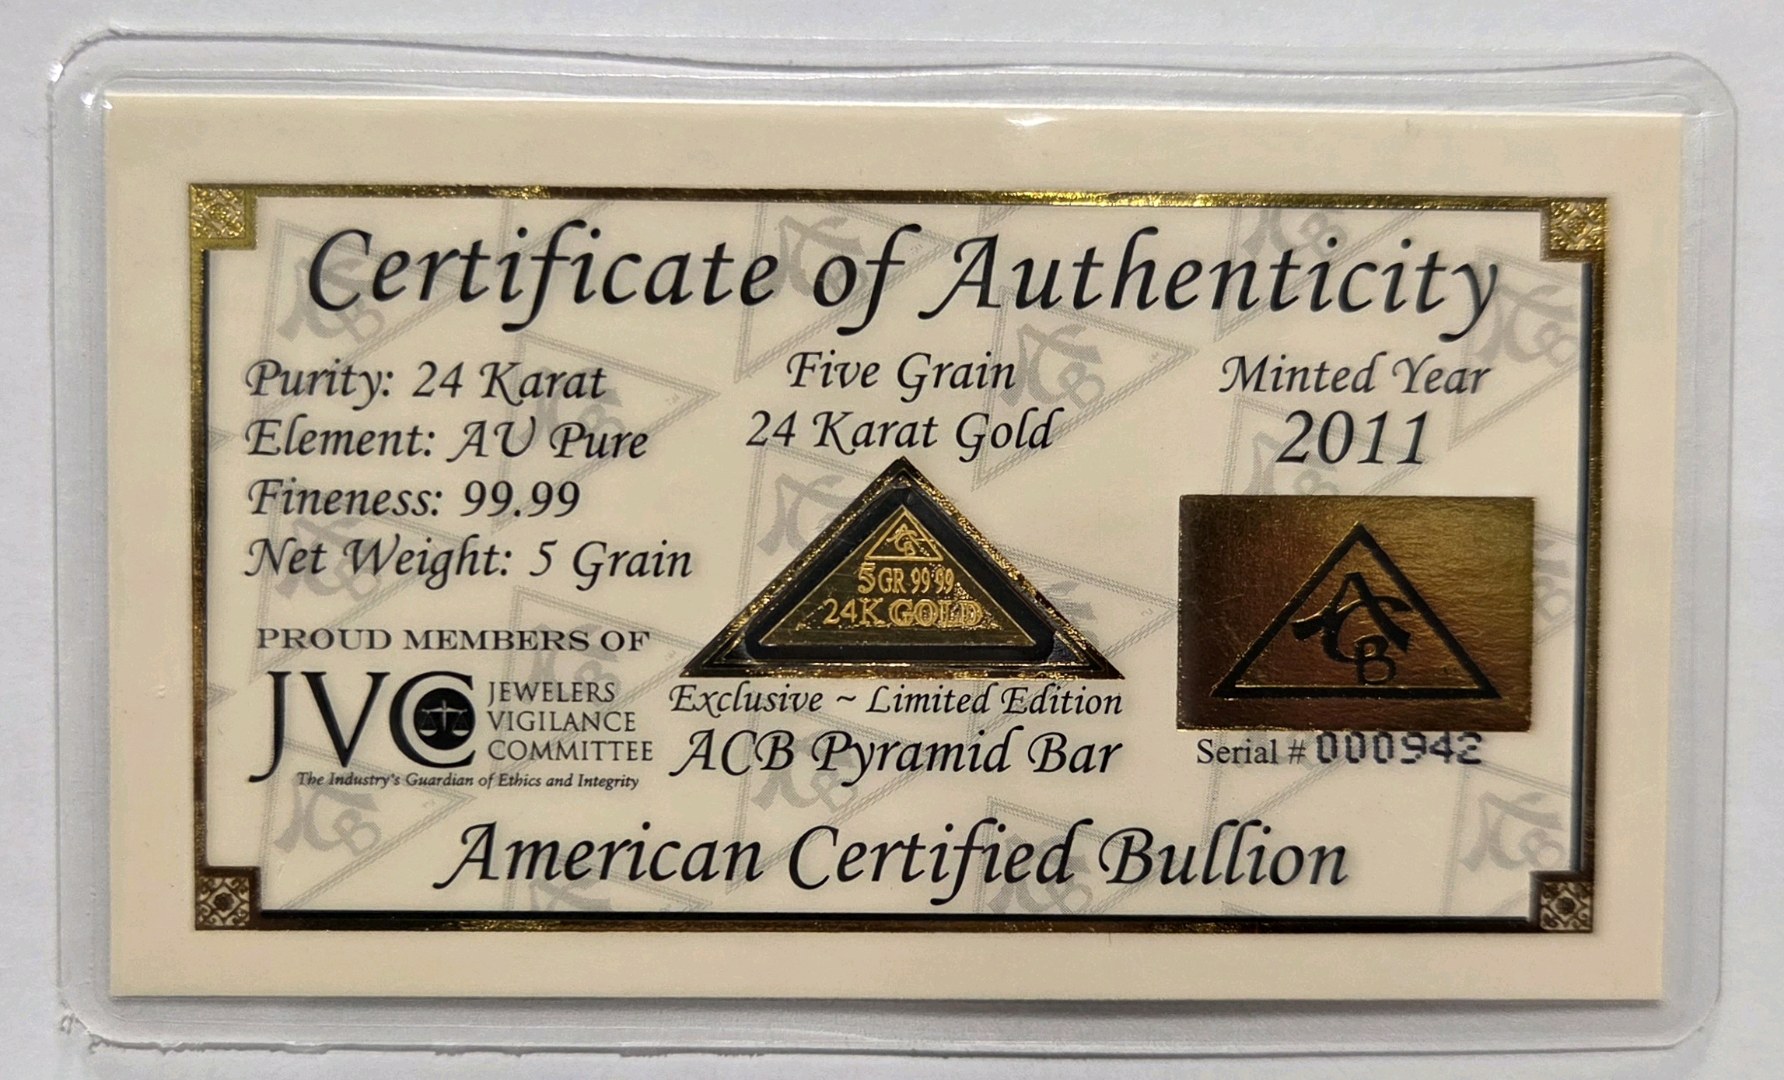 Certificate of Authenticity
Purity: 24 Karat
Element: AU Pure
Fineness: 99.99
Net Weight: 5 Grain
PROUD MEMBERS OF
JVC JEWELERS
VIGILANCE
COMMITTEE
The Industry's Guardian of Ethics and Integrity
Five Grain
24 Karat Gold
ACB
5GR 99 99
24K GOLD
Exclusive ~ Limited Edition
ACB Pyramid Bar
Minted Year
2011
ACB
Serial # 000942
American Certified Bullion